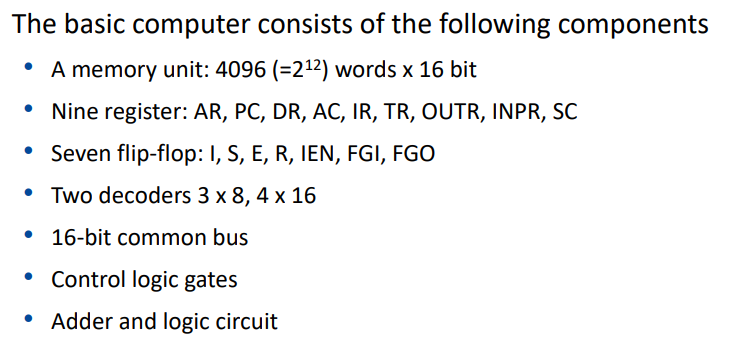 The basic computer consists of the following components
• A memory unit: 4096 (=2¹²) words x 16 bit
• Nine register: AR, PC, DR, AC, IR, TR, OUTR, INPR, SC
• Seven flip-flop: I, S, E, R, IEN, FGI, FGO
• Two decoders 3 x 8, 4 x 16
• 16-bit common bus
• Control logic gates
• Adder and logic circuit